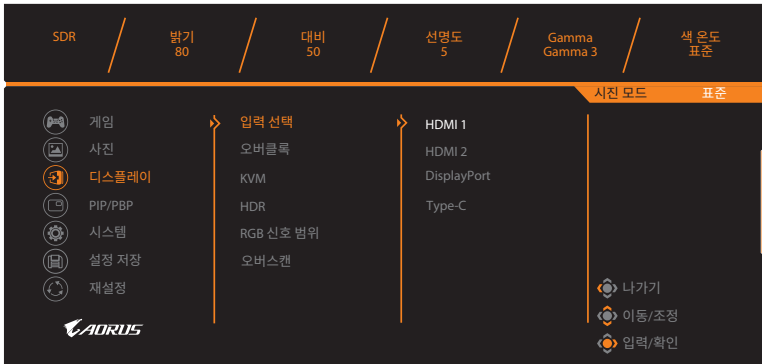 SDR
밝기
80
대비
50
선명도
5
Gamma
Gamma 3
색 온도
표준
시진 모드 표준
게임
사진
디스플레이
PIP/PBP
시스템
설정 저장
재설정
입력 선택
오버클록
KVM
HDR
RGB 신호 범위
오버스캔
HDMI 1
HDMI 2
DisplayPort
Type-C
나가기
이동/조정
입력/확인
AORUS